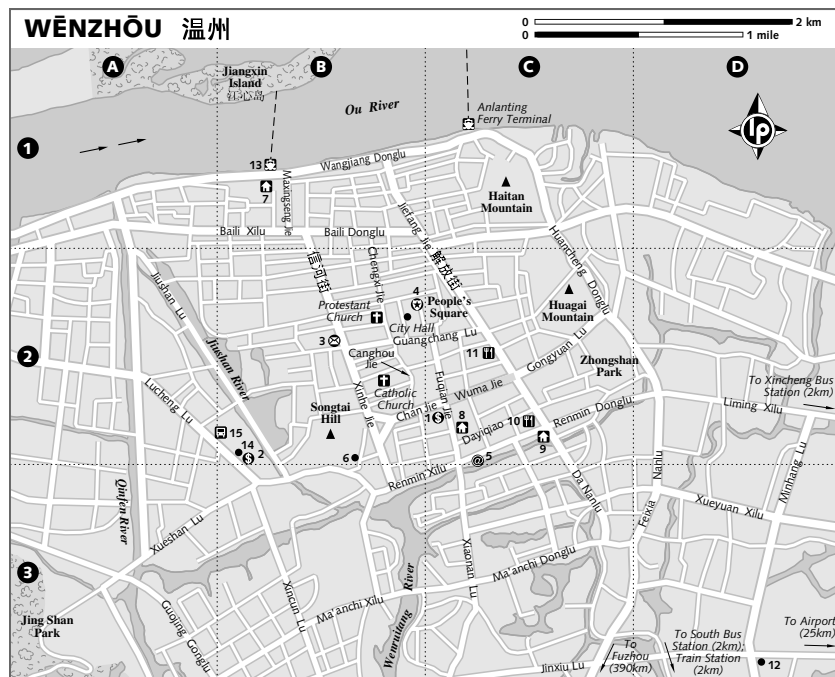 WĒNZHŌU 温州
0 2 km
0 1 mile
A
B
C
D
Jiangxin
Island
江心岛
Ou River
Anlanting
Ferry Terminal
lp
1
13
Wangjiang Donglu
7
Maxingseng Jie
Haitan
Mountain
Baili Xilu
Baili Donglu
Jiefang Jie
解放街
Huancheng Donglu
信河街
Chengxi Jie
Jiushan Lu
4
People's
Square
Huagai
Mountain
Protestant
Church
City Hall
Guangchang Lu
3
2
Jiushan River
Canghou
Jie
11
Gongyuan Lu
Zhongshan
Park
Catholic
Church
Wuma Jie
To Xincheng Bus
Station (2km)
Lucheng Lu
Xinhe Jie
Fuqian Jie
Songtai
Hill
Chan Jie
1
8
Dayiqiao
10
Renmin Donglu
Liming Xilu
15
14
2
6
5
9
Renmin Xilu
Da Nanlu
Nanlu
Minhang Lu
Qinfen River
Xueshan Lu
Feixia
Xueyuan Xilu
3
Xiaonan Lu
Ma'anchi Donglu
Jing Shan
Park
Guojing Gonglu
Xincun Lu
Ma'anchi Xilu
Wenruitang River
To Airport
(25km)
To South Bus
Station (2km);
Train Station
(2km)
To
Fuzhou
(390km)
Jinxiu Lu
12